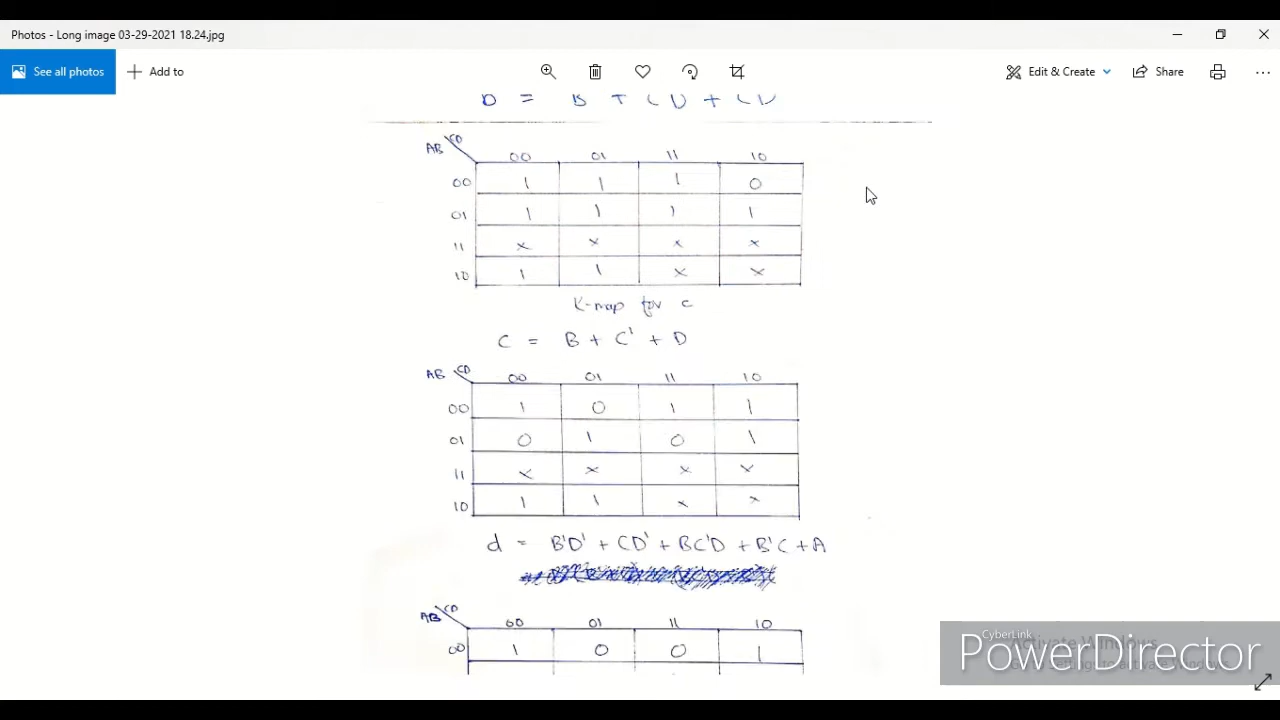 Photos - Long image 03-29-2021 18.24.jpg
See all photos
Add to
Edit & Create
Share
AB CD
00 01 11 10
00 1 1 1 0
01 1 1 1 1
11 x x x x
10 1 1 x x
K-map for c
C = B + C' + D
AB CD
00 01 11 10
00 1 0 1 1
01 0 1 0 1
11 x x x x
10 1 1 x x
d = B'D' + CD' + BC'D + B'C + A
AB CD
00 01 11 10
00 1 0 0 1
CyberLink
PowerDirector
Activate Windows